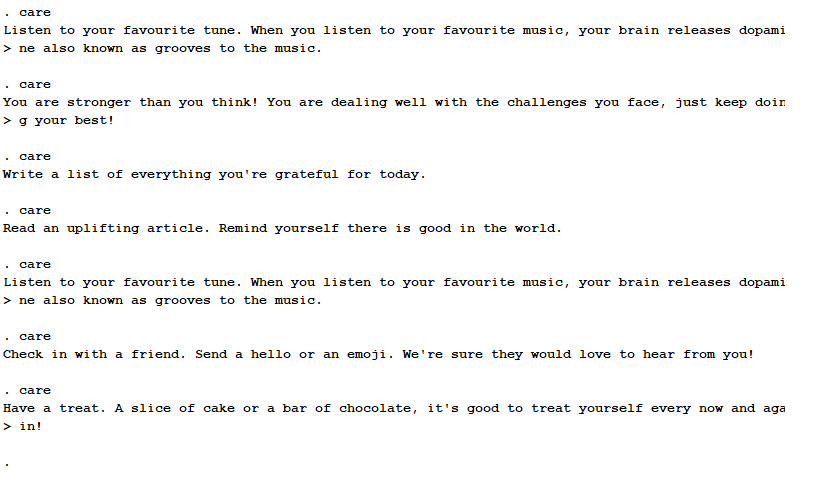 . care
Listen to your favourite tune. When you listen to your favourite music, your brain releases dopami
> ne also known as grooves to the music.
. care
You are stronger than you think! You are dealing well with the challenges you face, just keep doin
> g your best!
. care
Write a list of everything you're grateful for today.
. care
Read an uplifting article. Remind yourself there is good in the world.
. care
Listen to your favourite tune. When you listen to your favourite music, your brain releases dopami
> ne also known as grooves to the music.
. care
Check in with a friend. Send a hello or an emoji. We're sure they would love to hear from you!
. care
Have a treat. A slice of cake or a bar of chocolate, it's good to treat yourself every now and aga
> in!
.